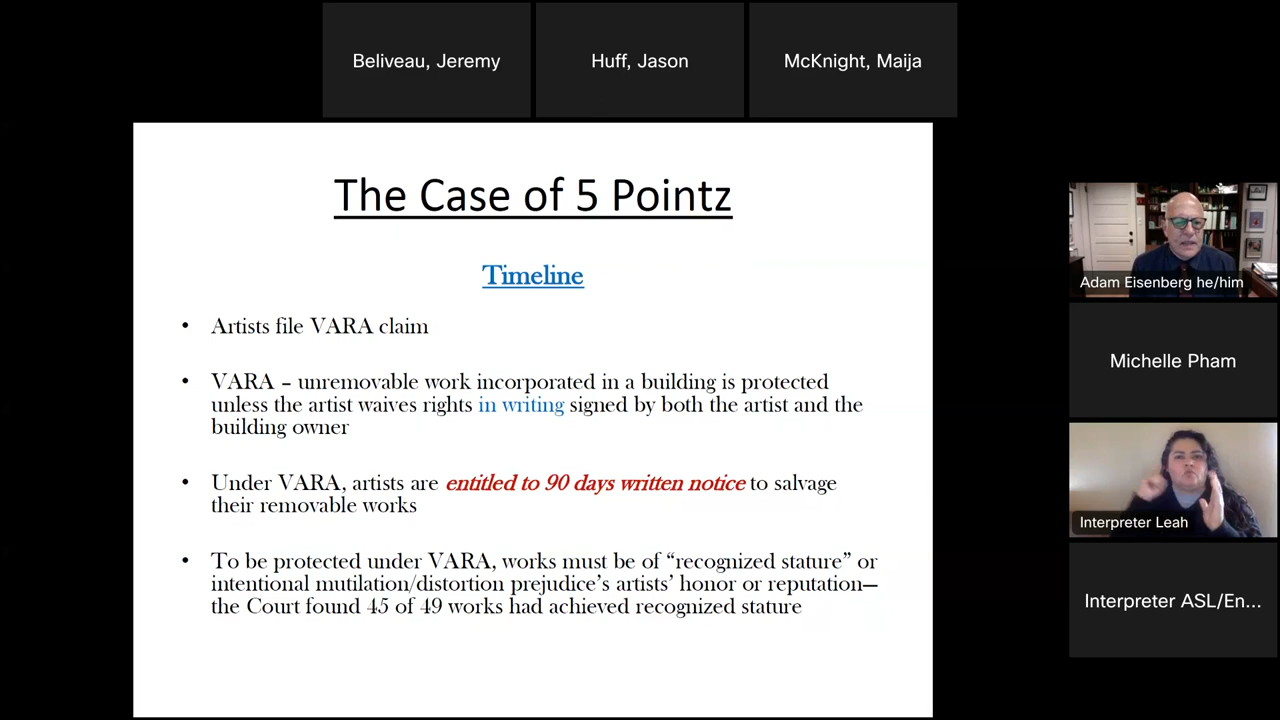 Beliveau, Jeremy
Huff, Jason
McKnight, Maija
The Case of 5 Pointz
Timeline
• Artists file VARA claim
• VARA – unremovable work incorporated in a building is protected
unless the artist waives rights in writing signed by both the artist and the
building owner
• Under VARA, artists are entitled to 90 days written notice to salvage
their removable works
• To be protected under VARA, works must be of “recognized stature” or
intentional mutilation/distortion prejudice’s artists’ honor or reputation—
the Court found 45 of 49 works had achieved recognized stature
Adam Eisenberg he/him
Michelle Pham
Interpreter Leah
Interpreter ASL/En...